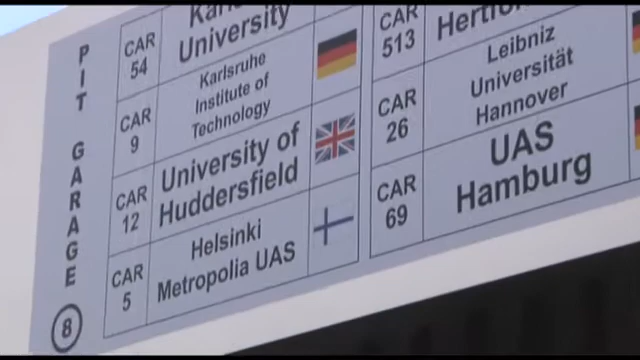 PIT GARAGE 8
CAR 54
University
CAR 9
Karlsruhe
Institute of
Technology
CAR 12
University of
Huddersfield
CAR 5
Helsinki
Metropolia UAS
CAR 513
CAR 26
Leibniz
Universität
Hannover
CAR 69
UAS
Hamburg